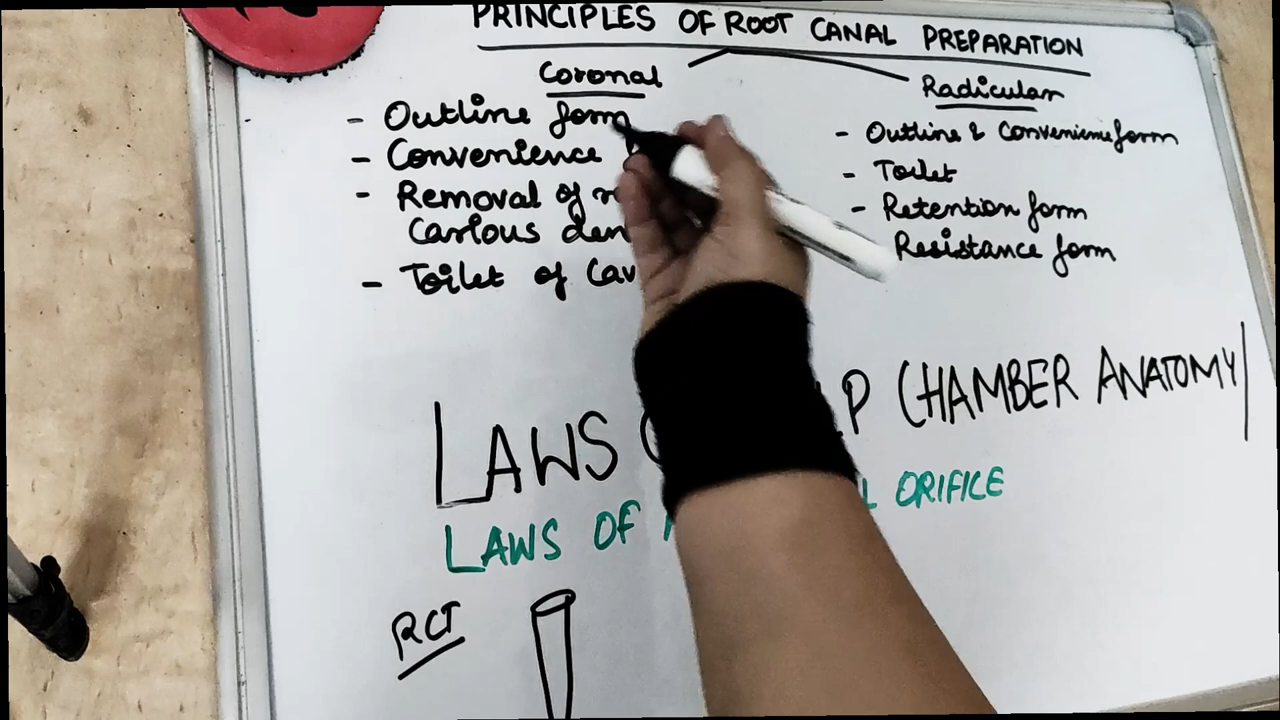 PRINCIPLES OF ROOT CANAL PREPARATION
Coronal
- Outline form
- Convenience
- Removal of
Carious
- Toilet of
Radicular
- Outline & Convenience form
- Toilet
- Retention form
Resistance form
LAWS CHAMBER ANATOMY
LAWS OF ORIFICE
RCT